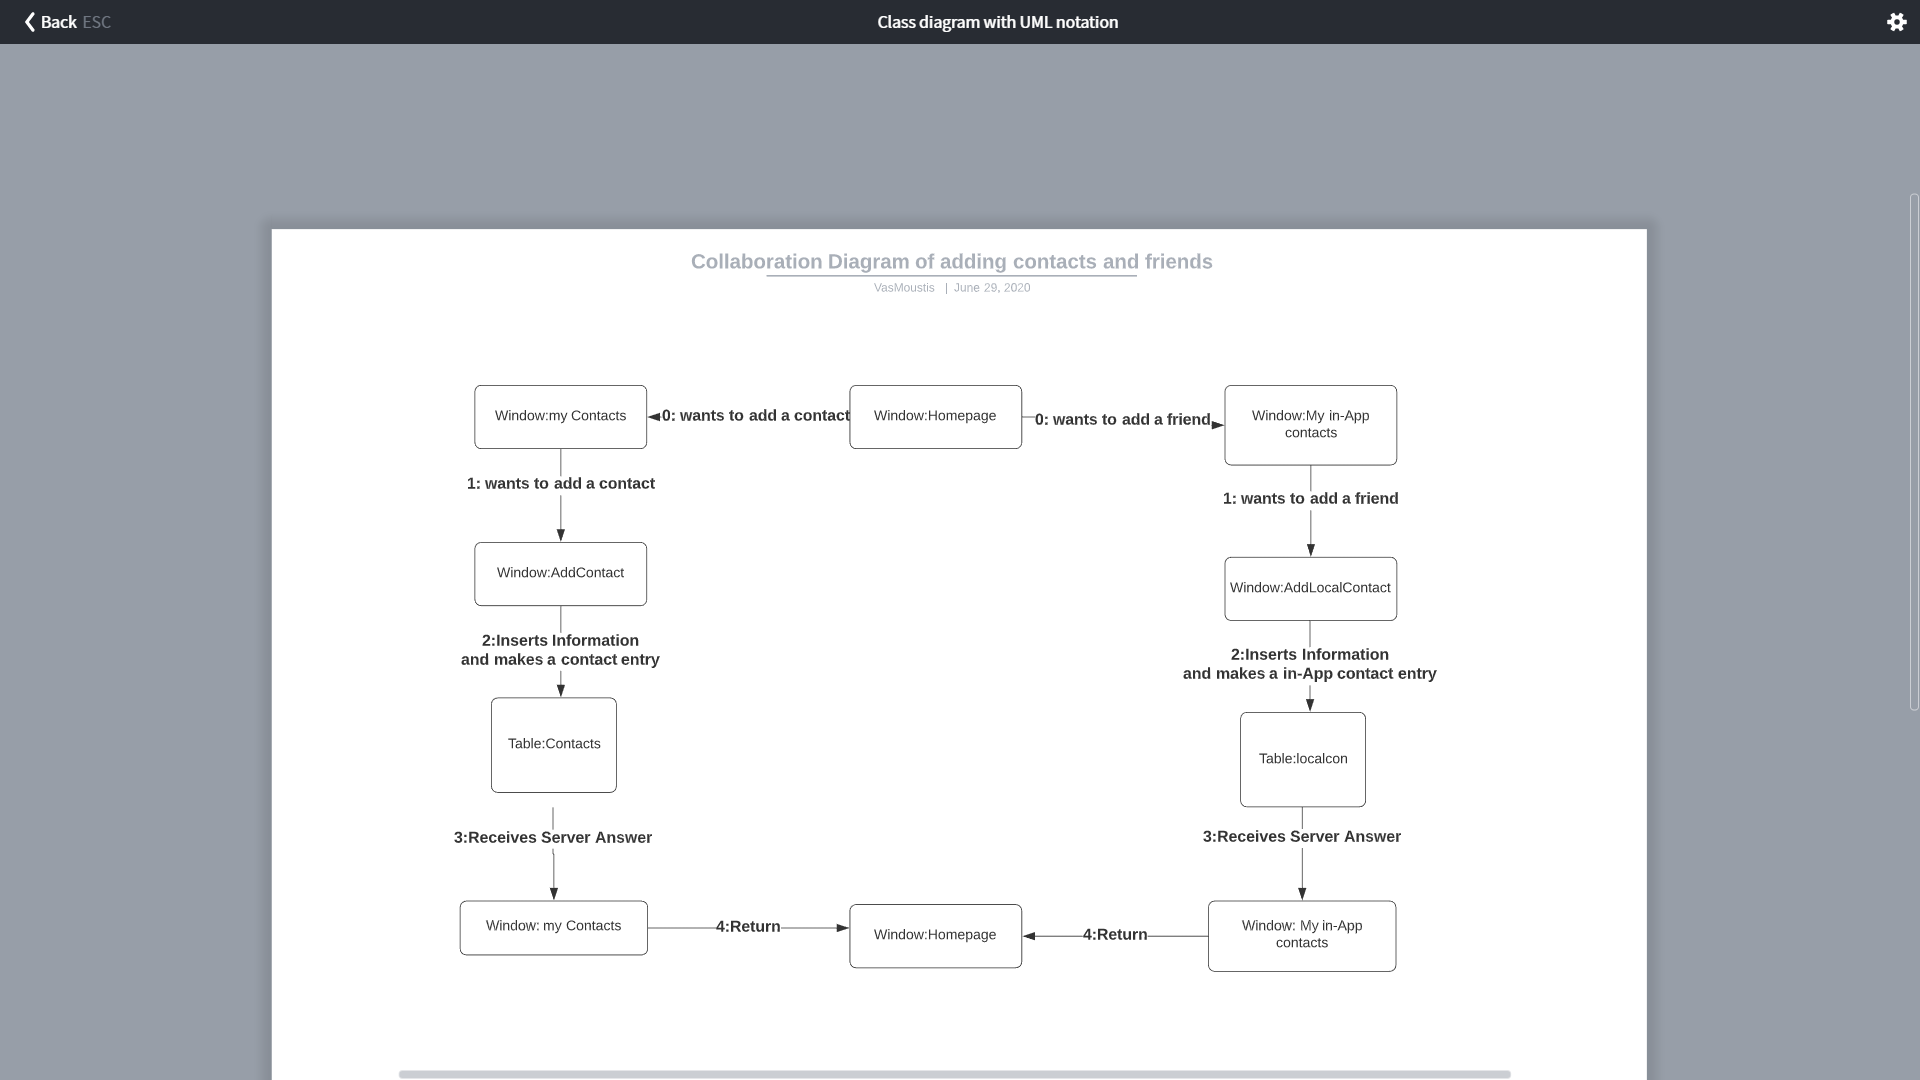 Back ESC
Class diagram with UML notation
Collaboration Diagram of adding contacts and friends
VasMoustis | June 29, 2020
Window:my Contacts
0: wants to add a contact
Window:Homepage
0: wants to add a friend
Window:My in-App
contacts
1: wants to add a contact
1: wants to add a friend
Window:AddContact
Window:AddLocalContact
2:Inserts Information
and makes a contact entry
2:Inserts Information
and makes a in-App contact entry
Table:Contacts
Table:localcon
3:Receives Server Answer
3:Receives Server Answer
Window: my Contacts
4:Return
Window:Homepage
4:Return
Window: My in-App
contacts